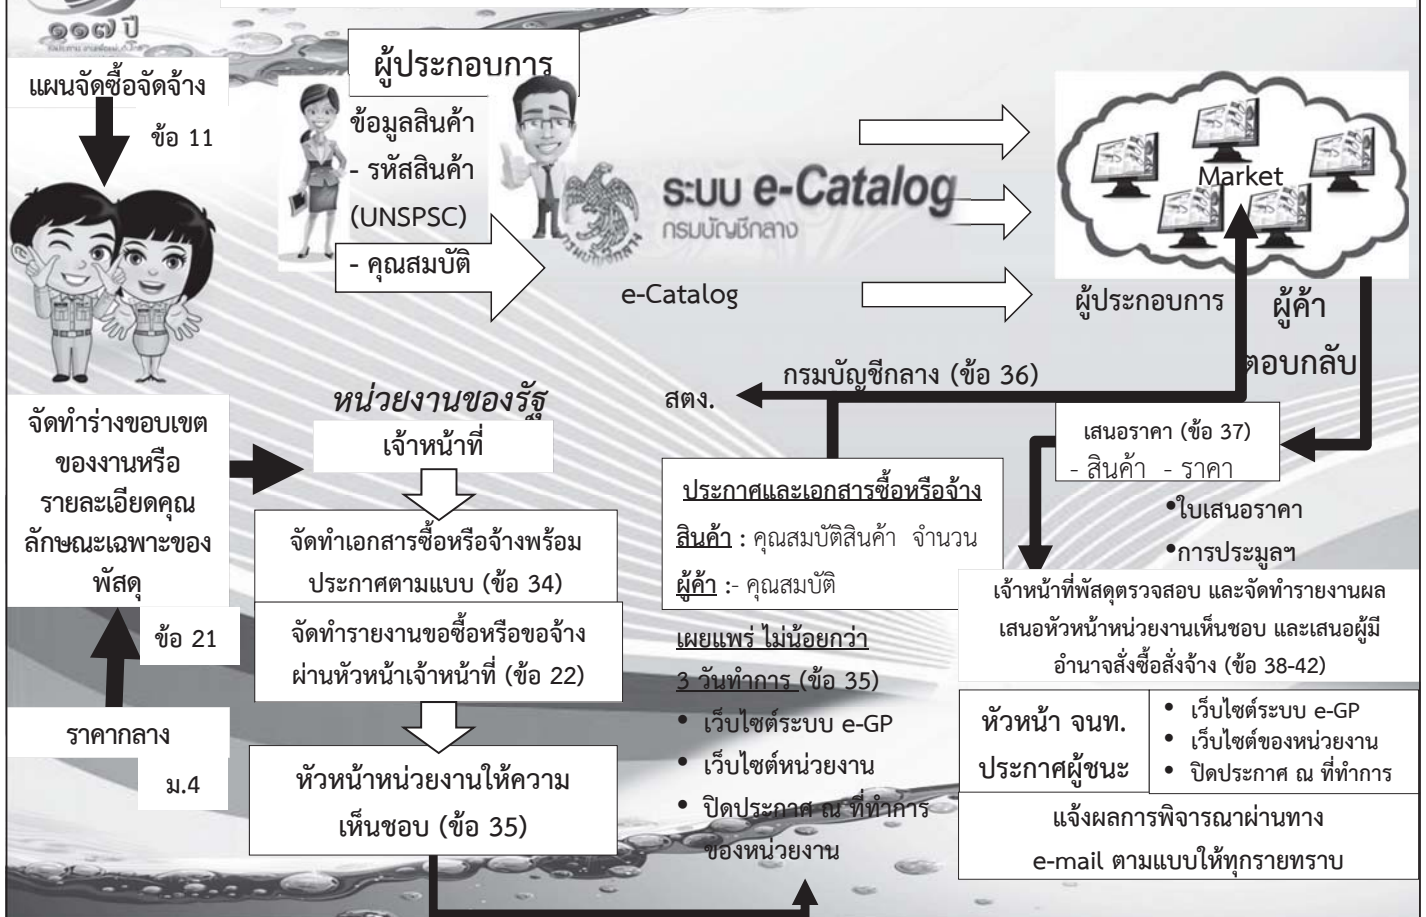 ๑๑๗ ปี
แผนจัดซื้อจัดจ้าง
ข้อ 11
ผู้ประกอบการ
ข้อมูลสินค้า
- รหัสสินค้า
(UNSPSC)
- คุณสมบัติ
ระบบ e-Catalog
กรมบัญชีกลาง
e-Catalog
Market
ผู้ประกอบการ
ผู้ค้า
ตอบกลับ
กรมบัญชีกลาง (ข้อ 36)
สตง.
หน่วยงานของรัฐ
เจ้าหน้าที่
จัดทำร่างขอบเขต
ของงานหรือ
รายละเอียดคุณ
ลักษณะเฉพาะของ
พัสดุ
ข้อ 21
ราคากลาง
ม.4
จัดทำเอกสารซื้อหรือจ้างพร้อม
ประกาศตามแบบ (ข้อ 34)
จัดทำรายงานขอซื้อหรือขอจ้าง
ผ่านหัวหน้าเจ้าหน้าที่ (ข้อ 22)
หัวหน้าหน่วยงานให้ความ
เห็นชอบ (ข้อ 35)
ประกาศและเอกสารซื้อหรือจ้าง
สินค้า : คุณสมบัติสินค้า จำนวน
ผู้ค้า :- คุณสมบัติ
เผยแพร่ ไม่น้อยกว่า
3 วันทำการ (ข้อ 35)
• เว็บไซต์ระบบ e-GP
• เว็บไซต์หน่วยงาน
• ปิดประกาศ ณ ที่ทำการ
ของหน่วยงาน
เสนอราคา (ข้อ 37)
- สินค้า - ราคา
•ใบเสนอราคา
•การประมูลฯ
เจ้าหน้าที่พัสดุตรวจสอบ และจัดทำรายงานผล
เสนอหัวหน้าหน่วยงานเห็นชอบ และเสนอผู้มี
อำนาจสั่งซื้อสั่งจ้าง (ข้อ 38-42)
หัวหน้า จนท.
ประกาศผู้ชนะ
• เว็บไซต์ระบบ e-GP
• เว็บไซต์ของหน่วยงาน
• ปิดประกาศ ณ ที่ทำการ
แจ้งผลการพิจารณาผ่านทาง
e-mail ตามแบบให้ทุกรายทราบ